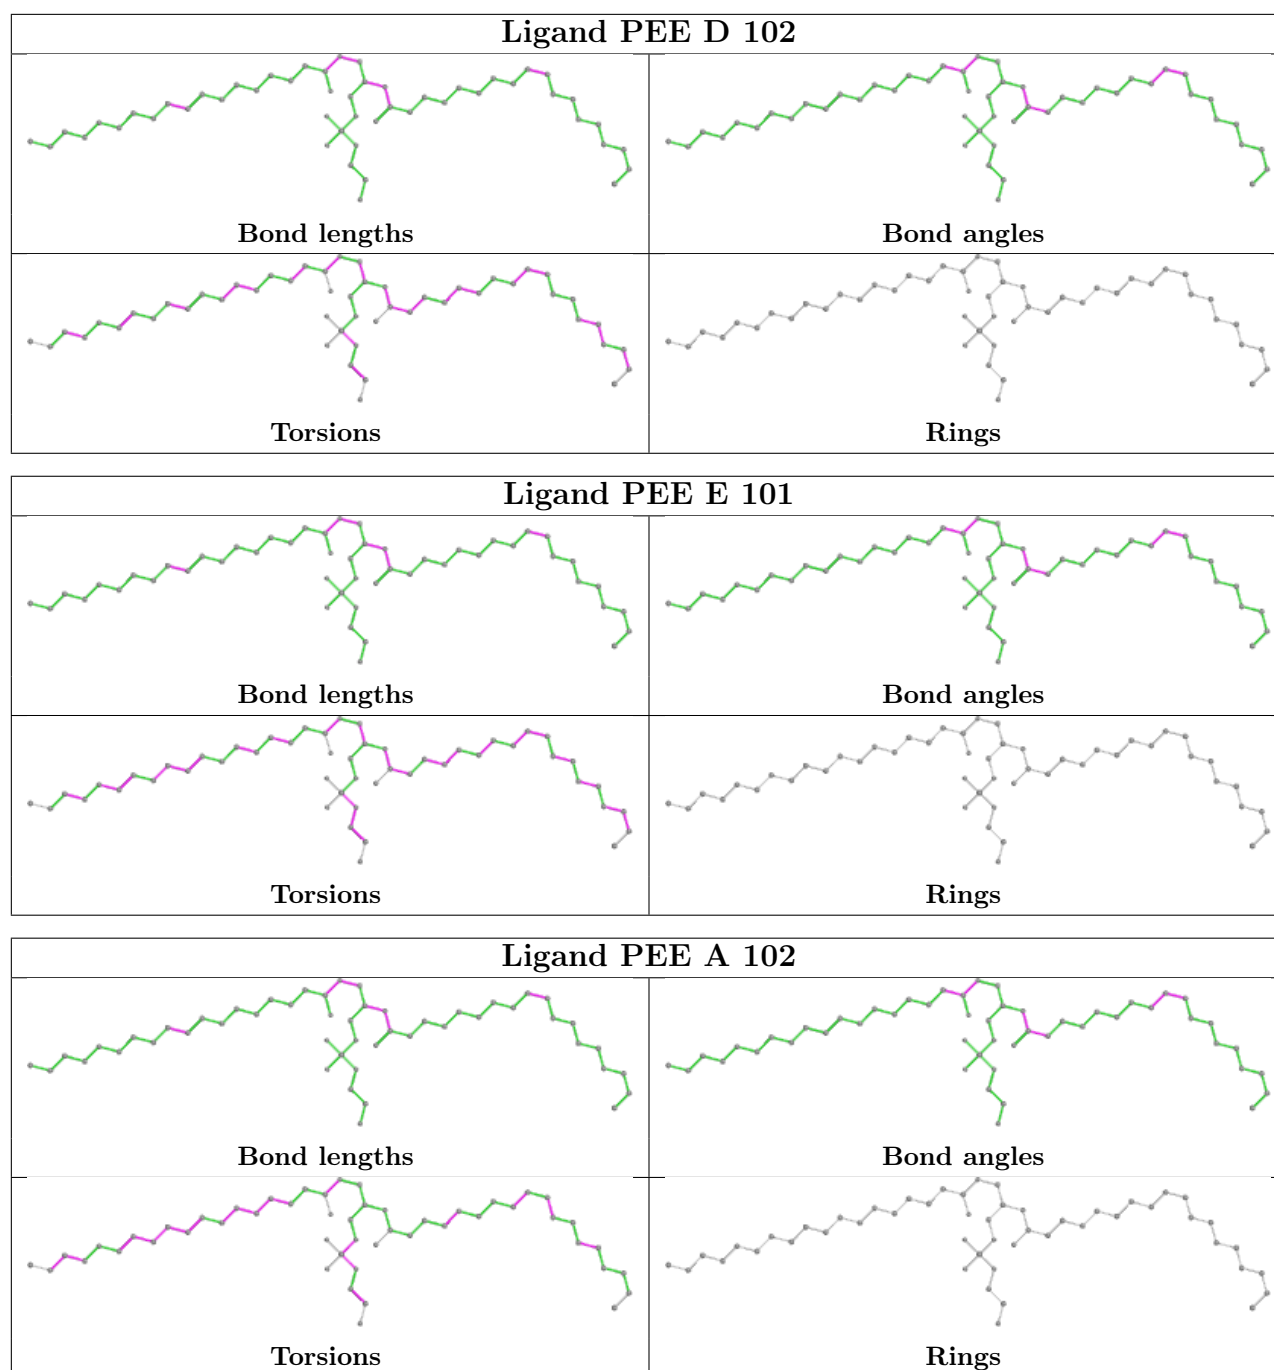 Ligand PEE D 102
Bond lengths
Bond angles
Torsions
Rings
Ligand PEE E 101
Bond lengths
Bond angles
Torsions
Rings
Ligand PEE A 102
Bond lengths
Bond angles
Torsions
Rings